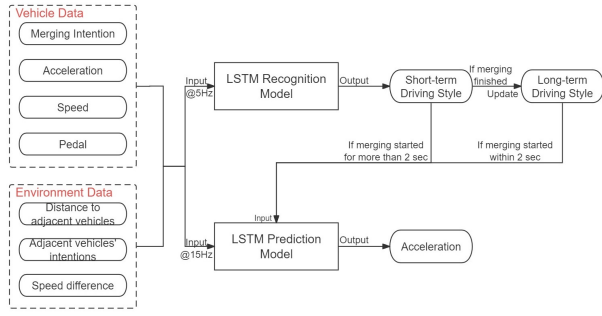 Vehicle Data
Merging Intention
Acceleration
Speed
Pedal
Environment Data
Distance to
adjacent vehicles
Adjacent vehicles'
intentions
Speed difference
Input
@5Hz
LSTM Recognition
Model
Output
Short-term
Driving Style
If merging
finished
Update
Long-term
Driving Style
If merging started
for more than 2 sec
If merging started
within 2 sec
Input
Input
@15Hz
LSTM Prediction
Model
Output
Acceleration